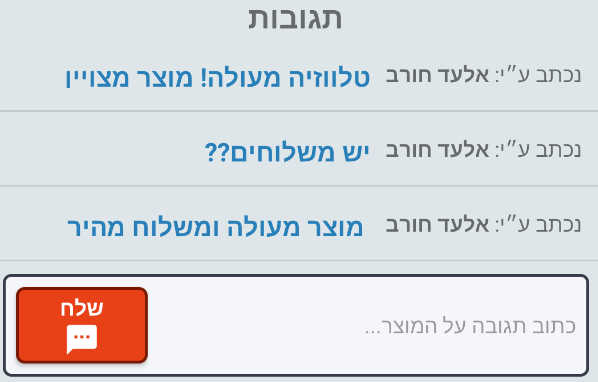 תגובות
נכתב ע״י: אלעד חורב טלווזיה מעולה! מוצר מצויין
נכתב ע״י: אלעד חורב יש משלוחים??
נכתב ע״י: אלעד חורב מוצר מעולה ומשלוח מהיר
כתוב תגובה על המוצר...
שלח